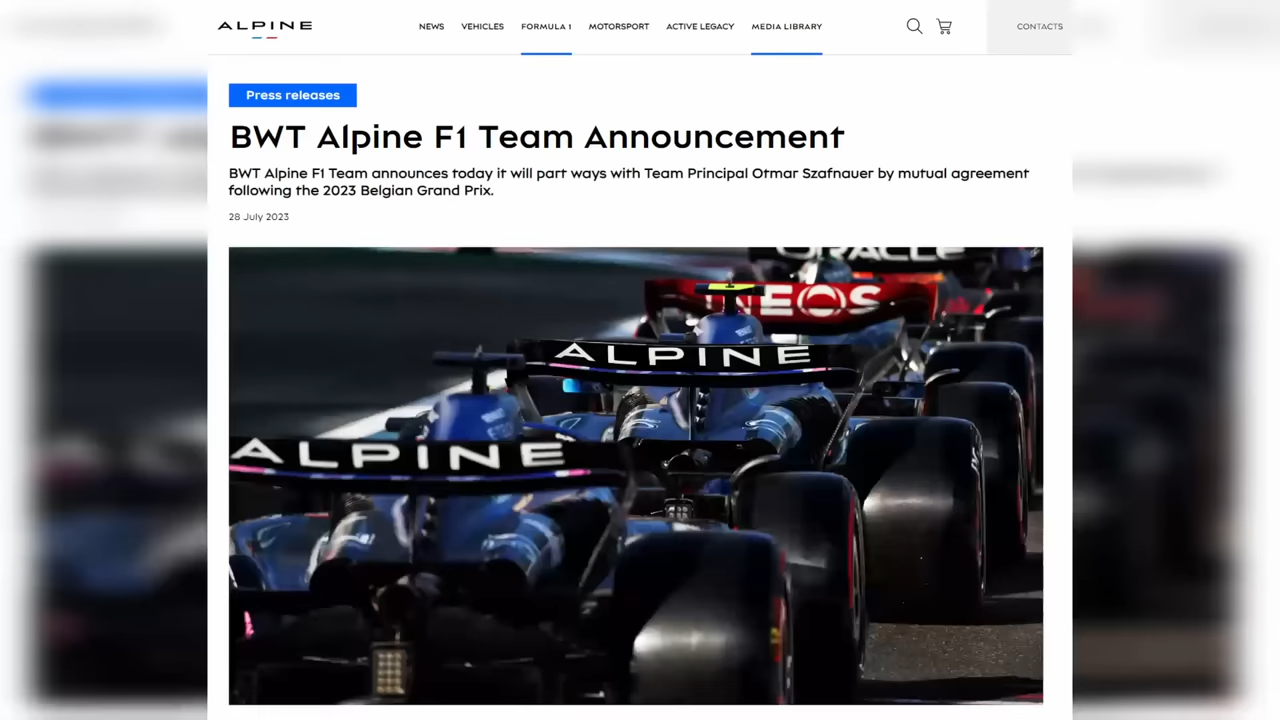 ALPINE
NEWS
VEHICLES
FORMULA 1
MOTORSPORT
ACTIVE LEGACY
MEDIA LIBRARY
CONTACTS
Press releases
BWT Alpine F1 Team Announcement
BWT Alpine F1 Team announces today it will part ways with Team Principal Otmar Szafnauer by mutual agreement
following the 2023 Belgian Grand Prix.
28 July 2023
ORACLE
INEOS
ALPINE
ALPINE